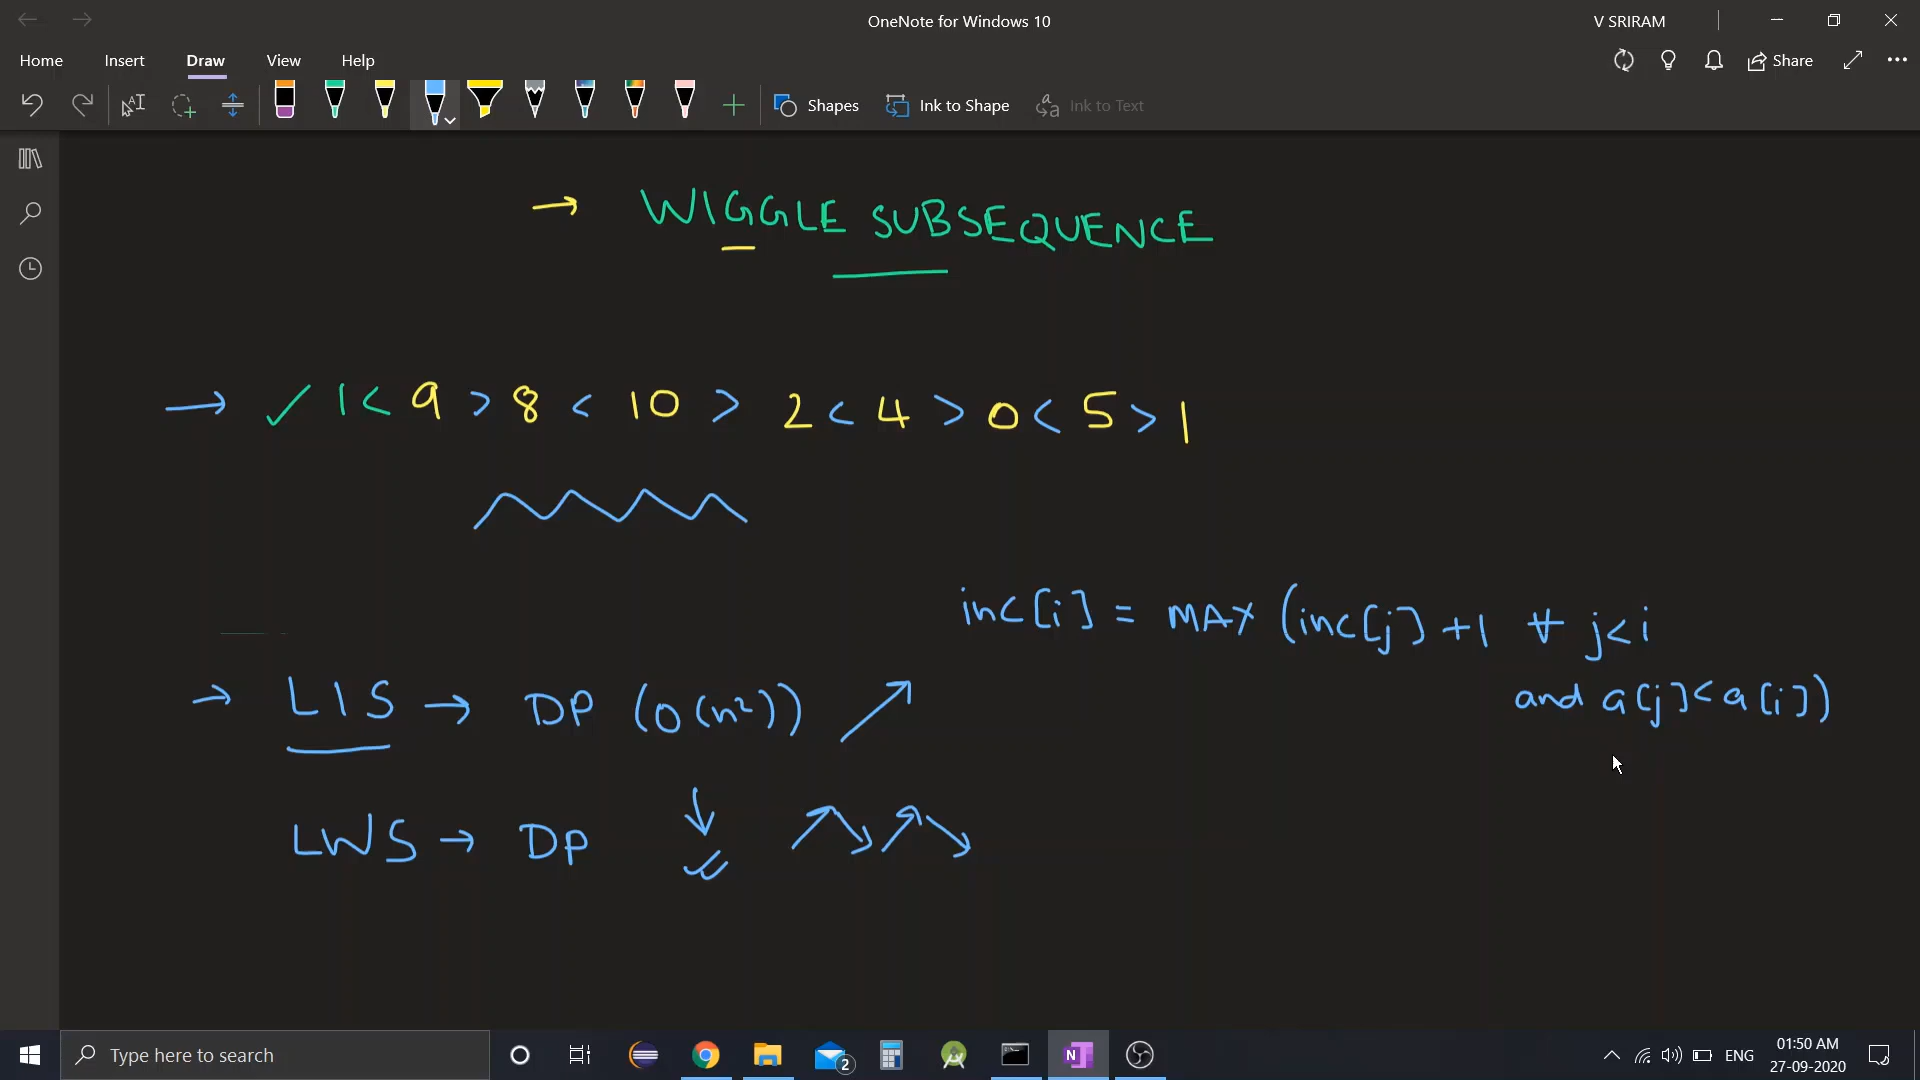 OneNote for Windows 10
V SRIRAM
Home Insert Draw View Help
Share
Shapes Ink to Shape Ink to Text
→ WIGGLE SUBSEQUENCE
→ ✓ 1 < 9 > 8 < 10 > 2 < 4 > 0 < 5 > 1
inc[i] = MAX (inc[j] +1 ∀ j<i
and a[j]<a[i])
→ LIS → DP (O(n²))
LWS → DP
Type here to search
2
ENG
01:50 AM
27-09-2020